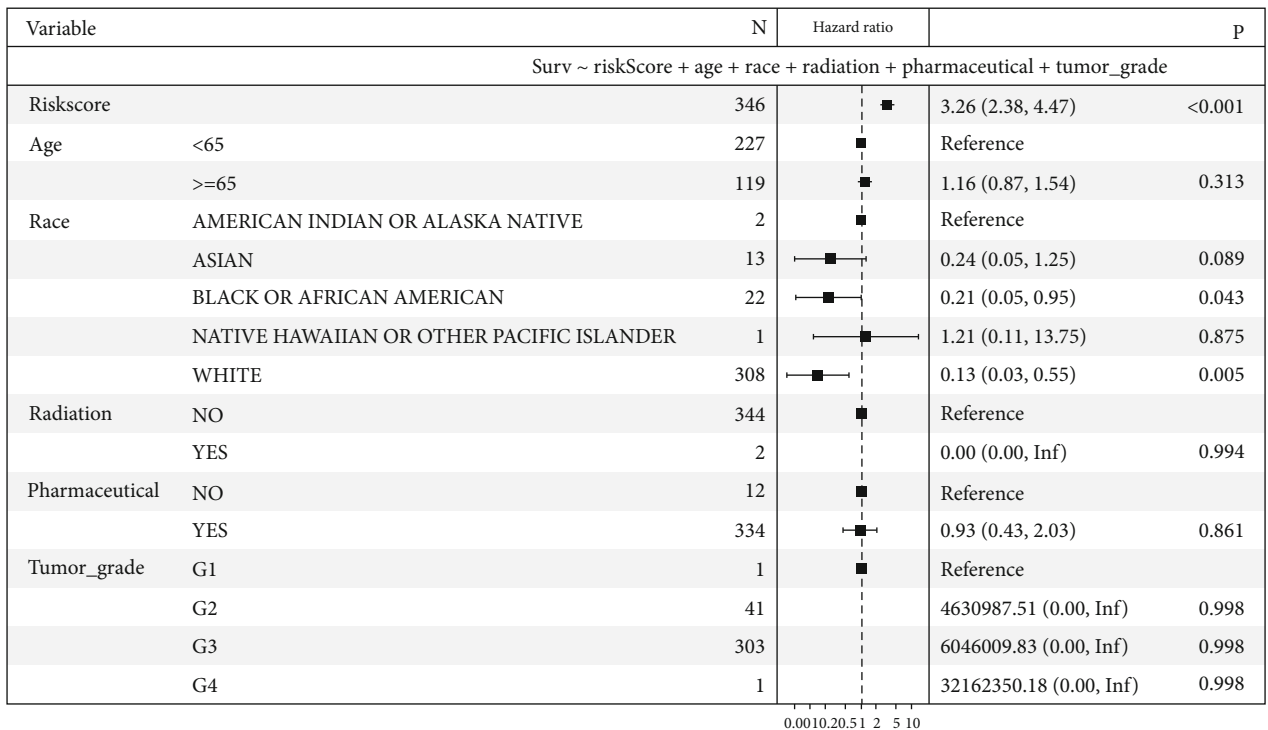 Variable N Hazard ratio P
Surv ~ riskScore + age + race + radiation + pharmaceutical + tumor_grade
Riskscore 346 3.26 (2.38, 4.47) <0.001
Age <65 227 Reference
>=65 119 1.16 (0.87, 1.54) 0.313
Race AMERICAN INDIAN OR ALASKA NATIVE 2 Reference
ASIAN 13 0.24 (0.05, 1.25) 0.089
BLACK OR AFRICAN AMERICAN 22 0.21 (0.05, 0.95) 0.043
NATIVE HAWAIIAN OR OTHER PACIFIC ISLANDER 1 1.21 (0.11, 13.75) 0.875
WHITE 308 0.13 (0.03, 0.55) 0.005
Radiation NO 344 Reference
YES 2 0.00 (0.00, Inf) 0.994
Pharmaceutical NO 12 Reference
YES 334 0.93 (0.43, 2.03) 0.861
Tumor_grade G1 1 Reference
G2 41 4630987.51 (0.00, Inf) 0.998
G3 303 6046009.83 (0.00, Inf) 0.998
G4 1 32162350.18 (0.00, Inf) 0.998
0.0010.20.51 2 5 10